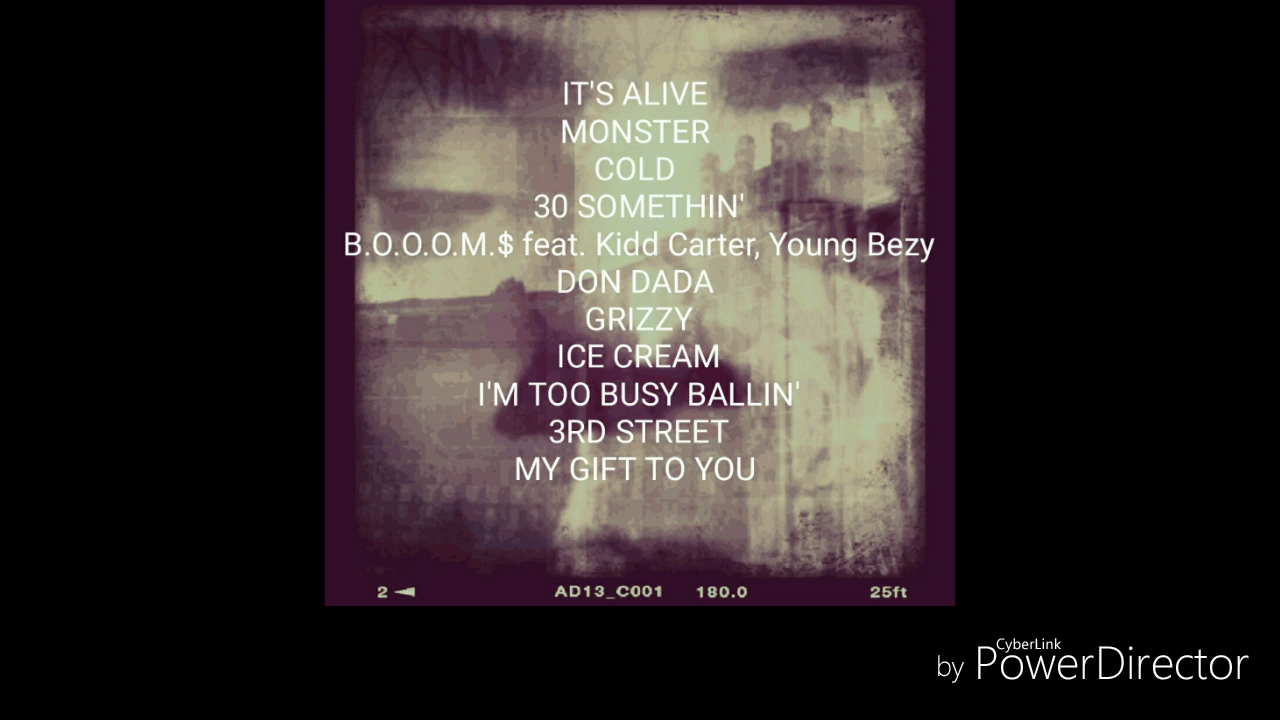 IT'S ALIVE
MONSTER
COLD
30 SOMETHIN'
B.O.O.O.M.$ feat. Kidd Carter, Young Bezy
DON DADA
GRIZZY
ICE CREAM
I'M TOO BUSY BALLIN'
3RD STREET
MY GIFT TO YOU
2 ◄ AD13_C001 180.0 25ft
by CyberLink PowerDirector